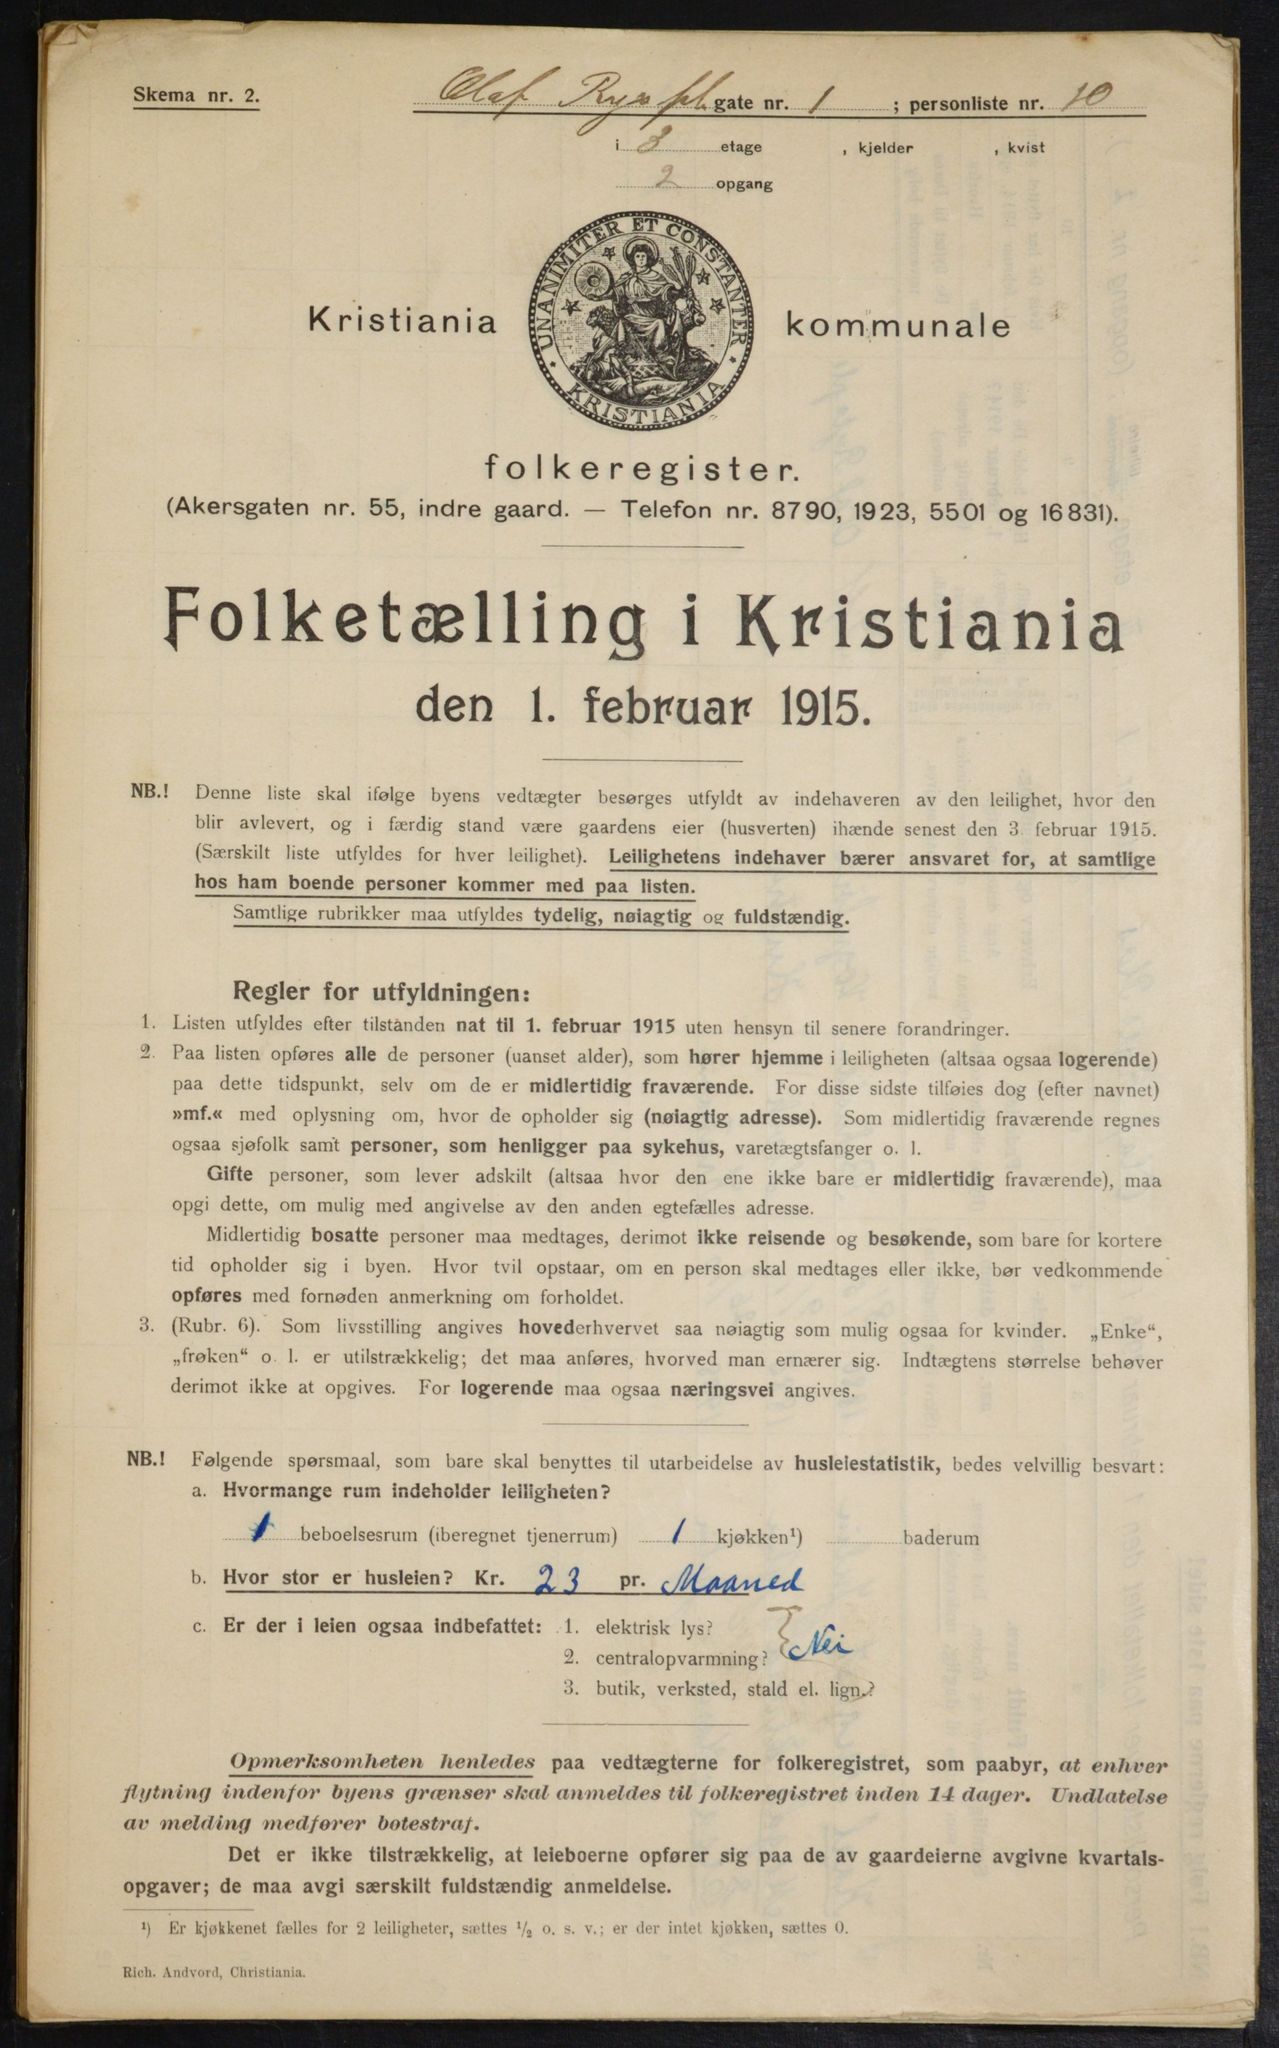 Skema nr. 2.
Olaf Ryes pl. gate nr. 1 ; personliste nr. 10
i 3 etage , kjelder , kvist
2 opgang
UNANIMITER ET CONSTANTER
KRISTIANIA
Kristiania kommunale
folkeregister.
(Akersgaten nr. 55, indre gaard. — Telefon nr. 8790, 1923, 5501 og 16831).
Folketælling i Kristiania
den 1. februar 1915.
NB.! Denne liste skal ifølge byens vedtægter besørges utfyldt av indehaveren av den leilighet, hvor den
blir avlevert, og i færdig stand være gaardens eier (husverten) ihænde senest den 3. februar 1915.
(Særskilt liste utfyldes for hver leilighet). Leilighetens indehaver bærer ansvaret for, at samtlige
hos ham boende personer kommer med paa listen.
Samtlige rubrikker maa utfyldes tydelig, nøiagtig og fuldstændig.
Regler for utfyldningen:
1. Listen utfyldes efter tilstanden nat til 1. februar 1915 uten hensyn til senere forandringer.
2. Paa listen opføres alle de personer (uanset alder), som hører hjemme i leiligheten (altsaa ogsaa logerende)
paa dette tidspunkt, selv om de er midlertidig fraværende. For disse sidste tilføies dog (efter navnet)
»mf.« med oplysning om, hvor de opholder sig (nøiagtig adresse). Som midlertidig fraværende regnes
ogsaa sjøfolk samt personer, som henligger paa sykehus, varetægtsfanger o. l.
Gifte personer, som lever adskilt (altsaa hvor den ene ikke bare er midlertidig fraværende), maa
opgi dette, om mulig med angivelse av den anden egtefælles adresse.
Midlertidig bosatte personer maa medtages, derimot ikke reisende og besøkende, som bare for kortere
tid opholder sig i byen. Hvor tvil opstaar, om en person skal medtages eller ikke, bør vedkommende
opføres med fornøden anmerkning om forholdet.
3. (Rubr. 6). Som livsstilling angives hovederhvervet saa nøiagtig som mulig ogsaa for kvinder. „Enke“,
„frøken“ o. l. er utilstrækkelig; det maa anføres, hvorved man ernærer sig. Indtægtens størrelse behøver
derimot ikke at opgives. For logerende maa ogsaa næringsvei angives.
NB.! Følgende spørsmaal, som bare skal benyttes til utarbeidelse av husleiestatistik, bedes velvillig besvart:
a. Hvormange rum indeholder leiligheten?
1 beboelsesrum (iberegnet tjenerrum) 1 kjøkken¹) baderum
b. Hvor stor er husleien? Kr. 23 pr. Maaned
c. Er der i leien ogsaa indbefattet: 1. elektrisk lys?
2. centralopvarmning? Nei
3. butik, verksted, stald el. lign.?
Opmerksomheten henledes paa vedtægterne for folkeregistret, som paabyr, at enhver
flytning indenfor byens grænser skal anmeldes til folkeregistret inden 14 dager. Undlatelse
av melding medfører bøtestraf.
Det er ikke tilstrækkelig, at leieboerne opfører sig paa de av gaardeierne avgivne kvartals-
opgaver; de maa avgi særskilt fuldstændig anmeldelse.
¹) Er kjøkkenet fælles for 2 leiligheter, sættes ½ o. s. v.; er der intet kjøkken, sættes 0.
Rich. Andvord, Christiania.